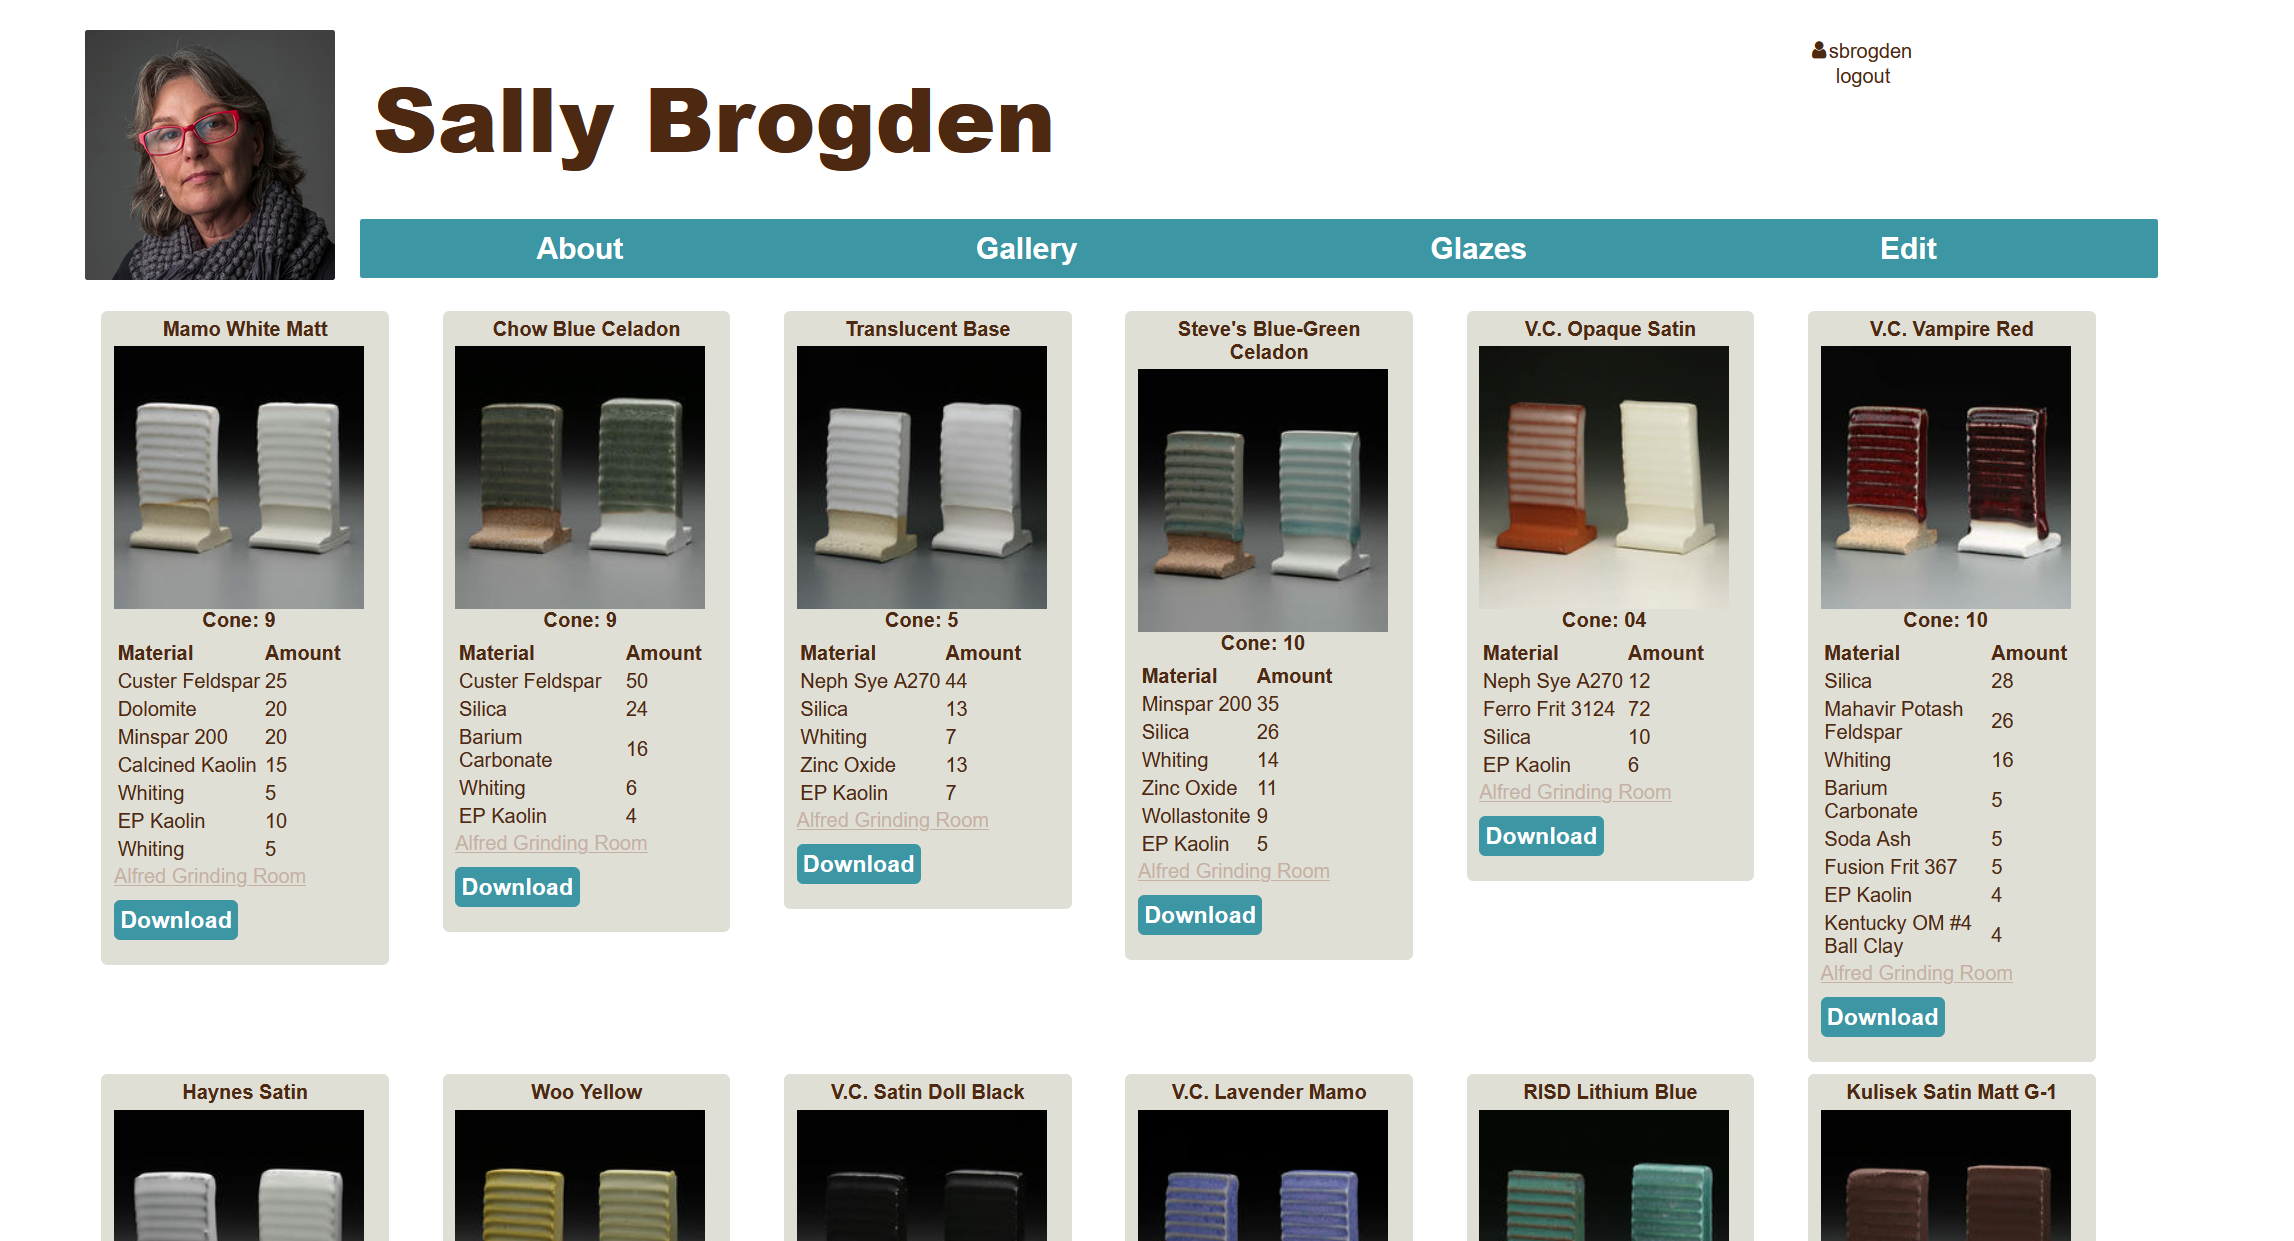 sbrogden
logout
Sally Brogden
About Gallery Glazes Edit
Mamo White Matt
Cone: 9
Material Amount
Custer Feldspar 25
Dolomite 20
Minspar 200 20
Calcined Kaolin 15
Whiting 5
EP Kaolin 10
Whiting 5
Alfred Grinding Room
Download
Chow Blue Celadon
Cone: 9
Material Amount
Custer Feldspar 50
Silica 24
Barium
Carbonate 16
Whiting 6
EP Kaolin 4
Alfred Grinding Room
Download
Translucent Base
Cone: 5
Material Amount
Neph Sye A270 44
Silica 13
Whiting 7
Zinc Oxide 13
EP Kaolin 7
Alfred Grinding Room
Download
Steve's Blue-Green
Celadon
Cone: 10
Material Amount
Minspar 200 35
Silica 26
Whiting 14
Zinc Oxide 11
Wollastonite 9
EP Kaolin 5
Alfred Grinding Room
Download
V.C. Opaque Satin
Cone: 04
Material Amount
Neph Sye A270 12
Ferro Frit 3124 72
Silica 10
EP Kaolin 6
Alfred Grinding Room
Download
V.C. Vampire Red
Cone: 10
Material Amount
Silica 28
Mahavir Potash
Feldspar 26
Whiting 16
Barium
Carbonate 5
Soda Ash 5
Fusion Frit 367 5
EP Kaolin 4
Kentucky OM #4
Ball Clay 4
Alfred Grinding Room
Download
Haynes Satin
Woo Yellow
V.C. Satin Doll Black
V.C. Lavender Mamo
RISD Lithium Blue
Kulisek Satin Matt G-1